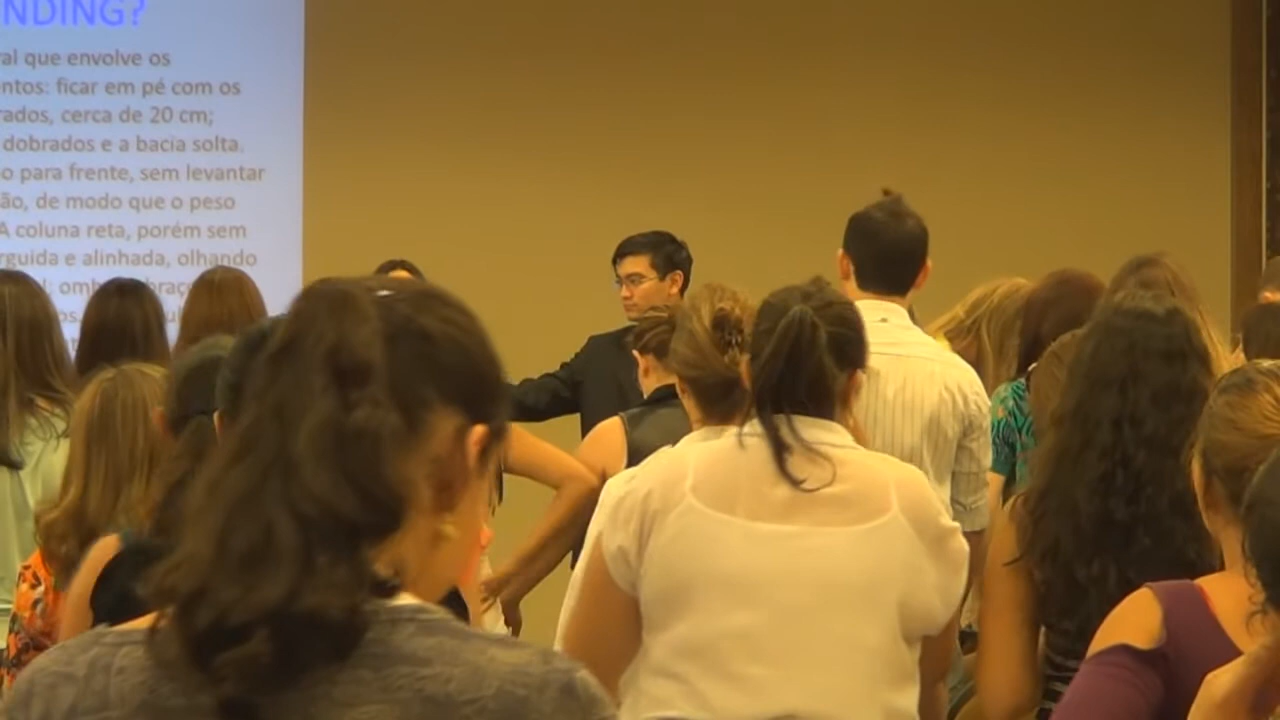 NDING?
ral que envolve os
ntos: ficar em pé com os
rados, cerca de 20 cm;
dobrados e a bacia solta.
o para frente, sem levantar
ão, de modo que o peso
A coluna reta, porém sem
rguida e alinhada, olhando